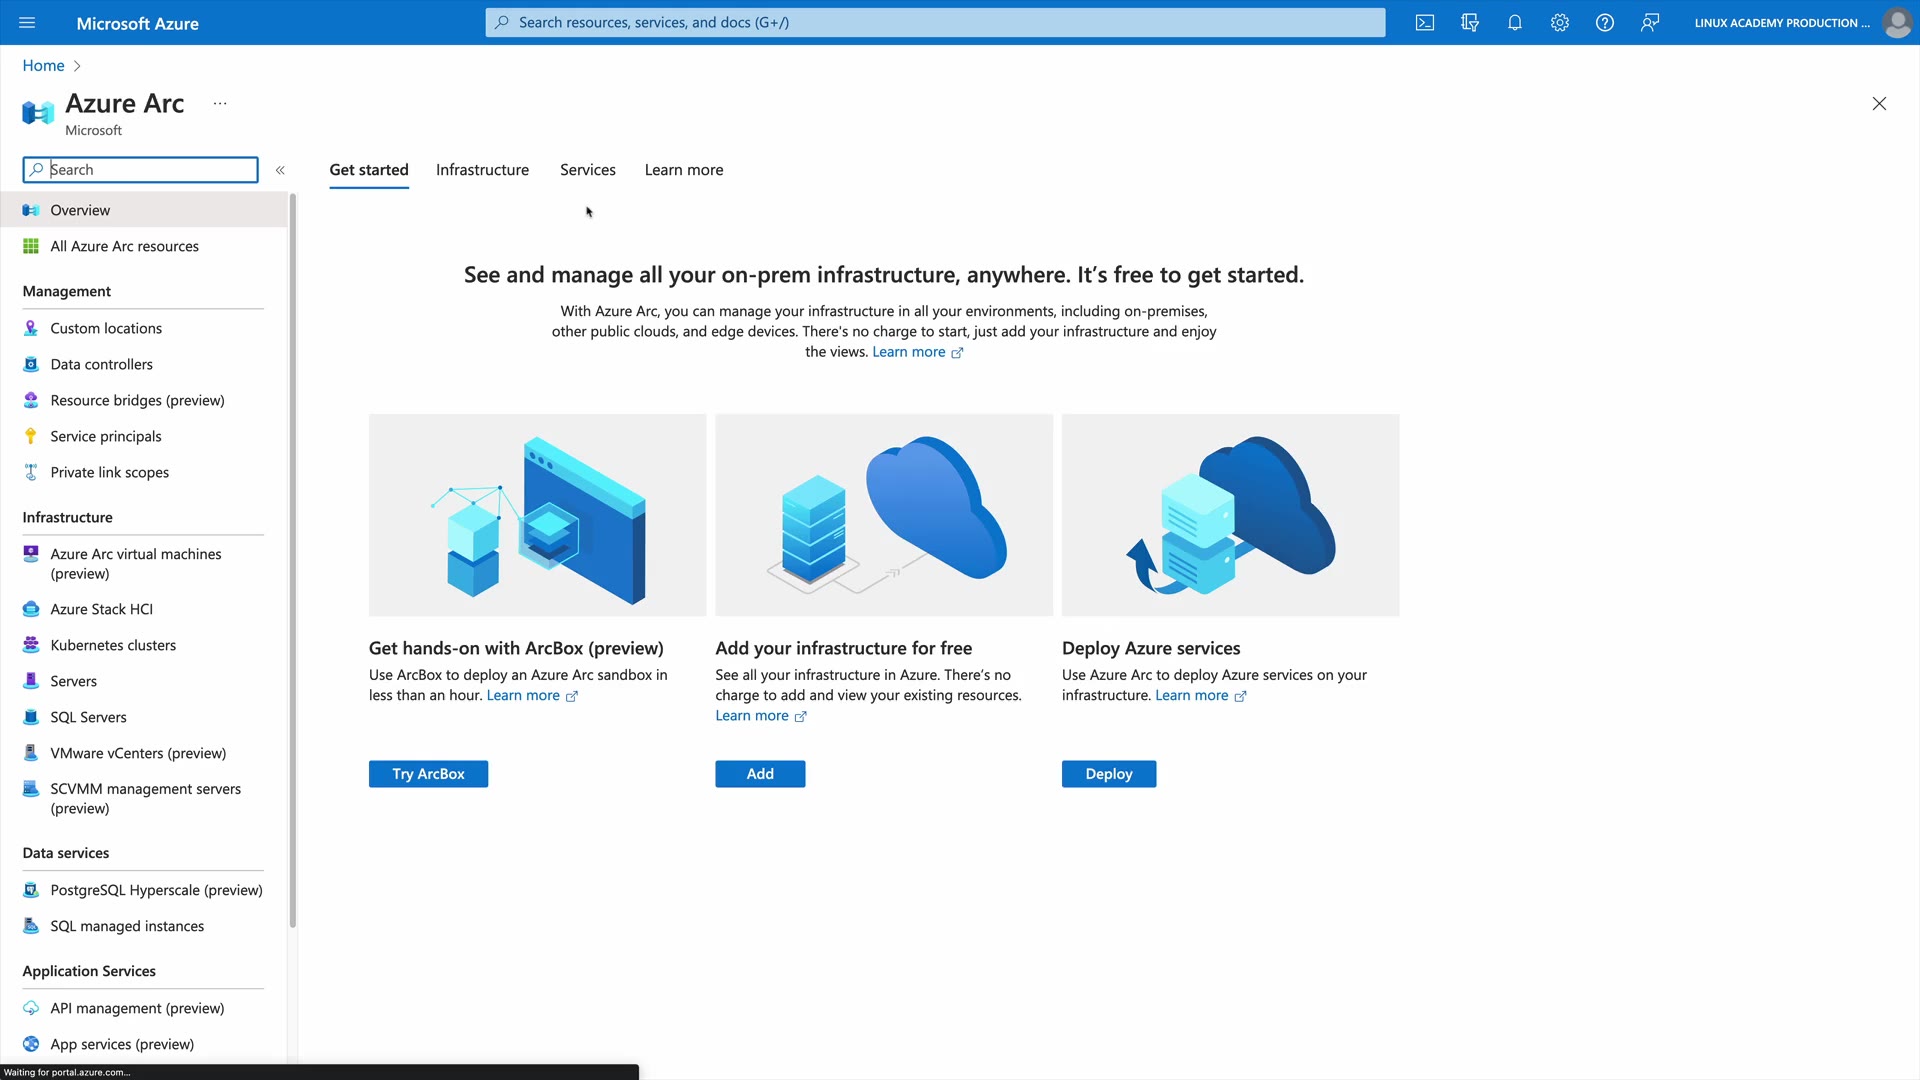 Microsoft Azure
Search resources, services, and docs (G+/)
LINUX ACADEMY PRODUCTION ...
Home
Azure Arc
...
Microsoft
Search
Get started
Infrastructure
Services
Learn more
Overview
All Azure Arc resources
Management
Custom locations
Data controllers
Resource bridges (preview)
Service principals
Private link scopes
Infrastructure
Azure Arc virtual machines
(preview)
Azure Stack HCI
Kubernetes clusters
Servers
SQL Servers
VMware vCenters (preview)
SCVMM management servers
(preview)
Data services
PostgreSQL Hyperscale (preview)
SQL managed instances
Application Services
API management (preview)
App services (preview)
See and manage all your on-prem infrastructure, anywhere. It’s free to get started.
With Azure Arc, you can manage your infrastructure in all your environments, including on-premises,
other public clouds, and edge devices. There's no charge to start, just add your infrastructure and enjoy
the views. Learn more
Get hands-on with ArcBox (preview)
Use ArcBox to deploy an Azure Arc sandbox in
less than an hour. Learn more
Try ArcBox
Add your infrastructure for free
See all your infrastructure in Azure. There’s no
charge to add and view your existing resources.
Learn more
Add
Deploy Azure services
Use Azure Arc to deploy Azure services on your
infrastructure. Learn more
Deploy
Waiting for portal.azure.com...